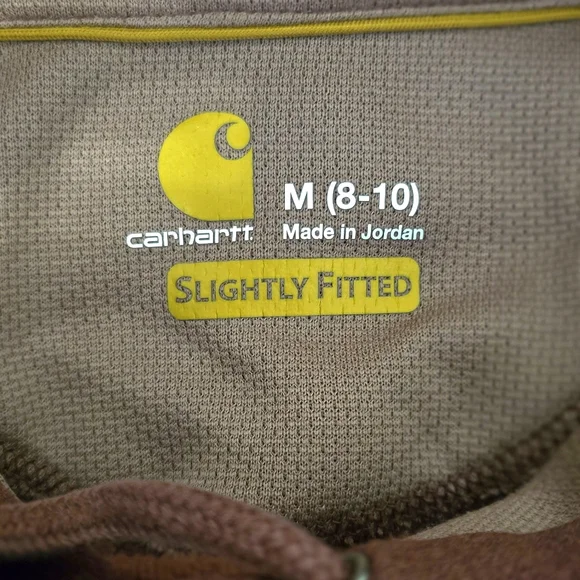 M (8-10)
carhartt
Made in Jordan
SLIGHTLY FITTED